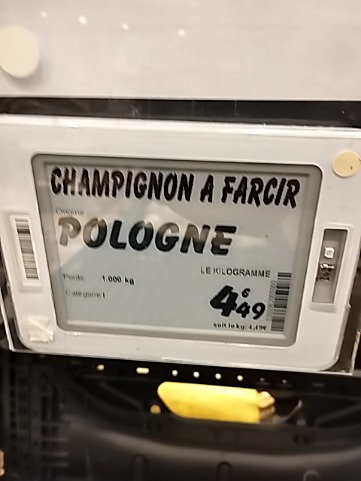 CHAMPIGNON A FARCIR
Origine
POLOGNE
LE KILOGRAMME
Poids: 1.000 kg
Catégorie: I
4€49
soit le kg: 4,49€